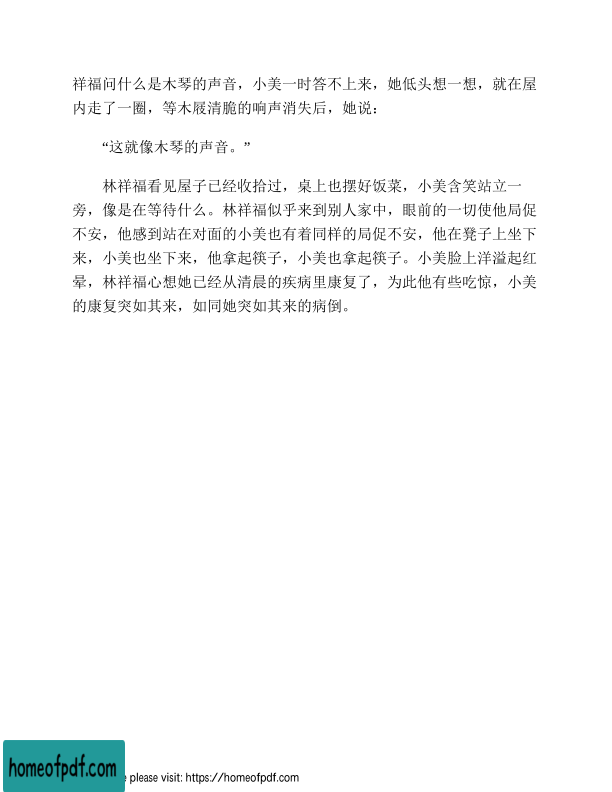 祥福问什么是木琴的声音，小美一时答不上来，她低头想一想，就在屋
内走了一圈，等木屐清脆的响声消失后，她说：
“这就像木琴的声音。”
林祥福看见屋子已经收拾过，桌上也摆好饭菜，小美含笑站立一
旁，像是在等待什么。林祥福似乎来到别人家中，眼前的一切使他局促
不安，他感到站在对面的小美也有着同样的局促不安，他在凳子上坐下
来，小美也坐下来，他拿起筷子，小美也拿起筷子。小美脸上洋溢起红
晕，林祥福心想她已经从清晨的疾病里康复了，为此他有些吃惊，小美
的康复突如其来，如同她突如其来的病倒。
homeofpdf.com
please visit: https://homeofpdf.com